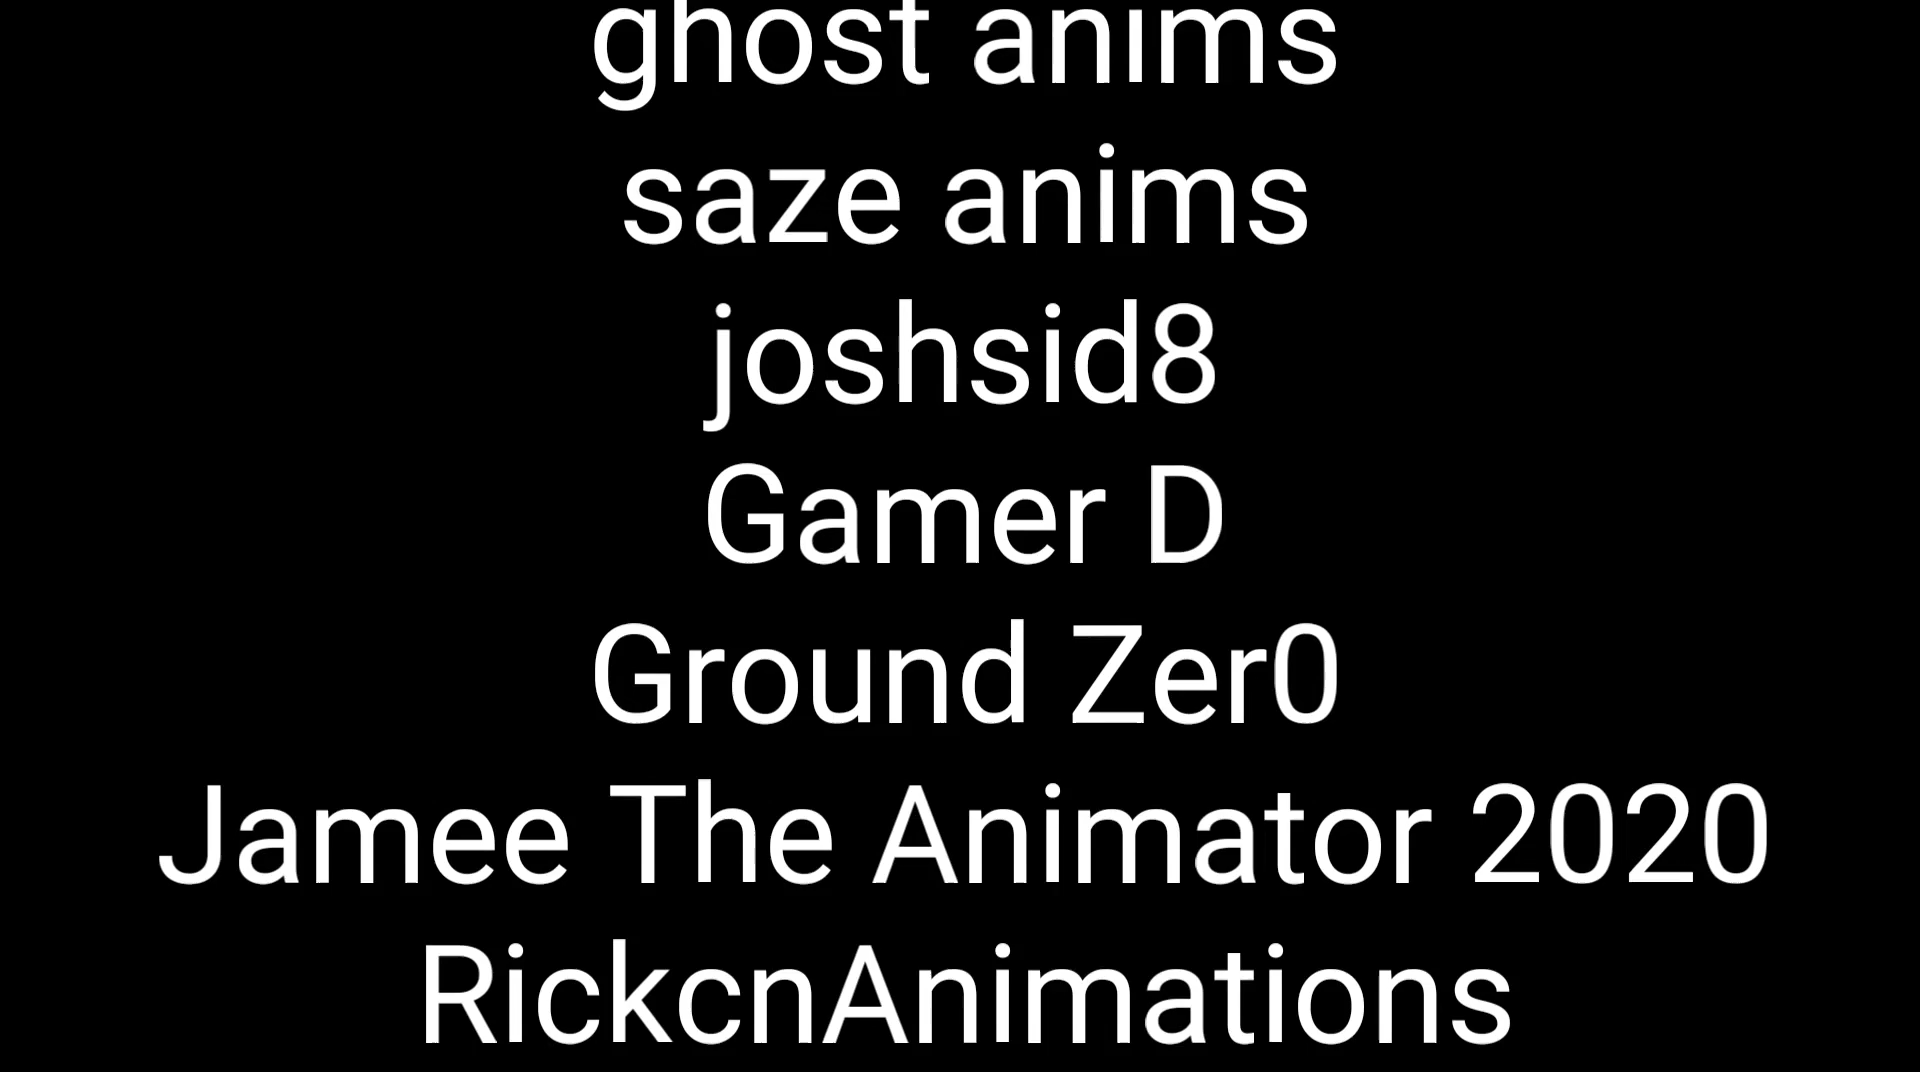 ghost anims
saze anims
joshsid8
Gamer D
Ground Zer0
Jamee The Animator 2020
RickcnAnimations